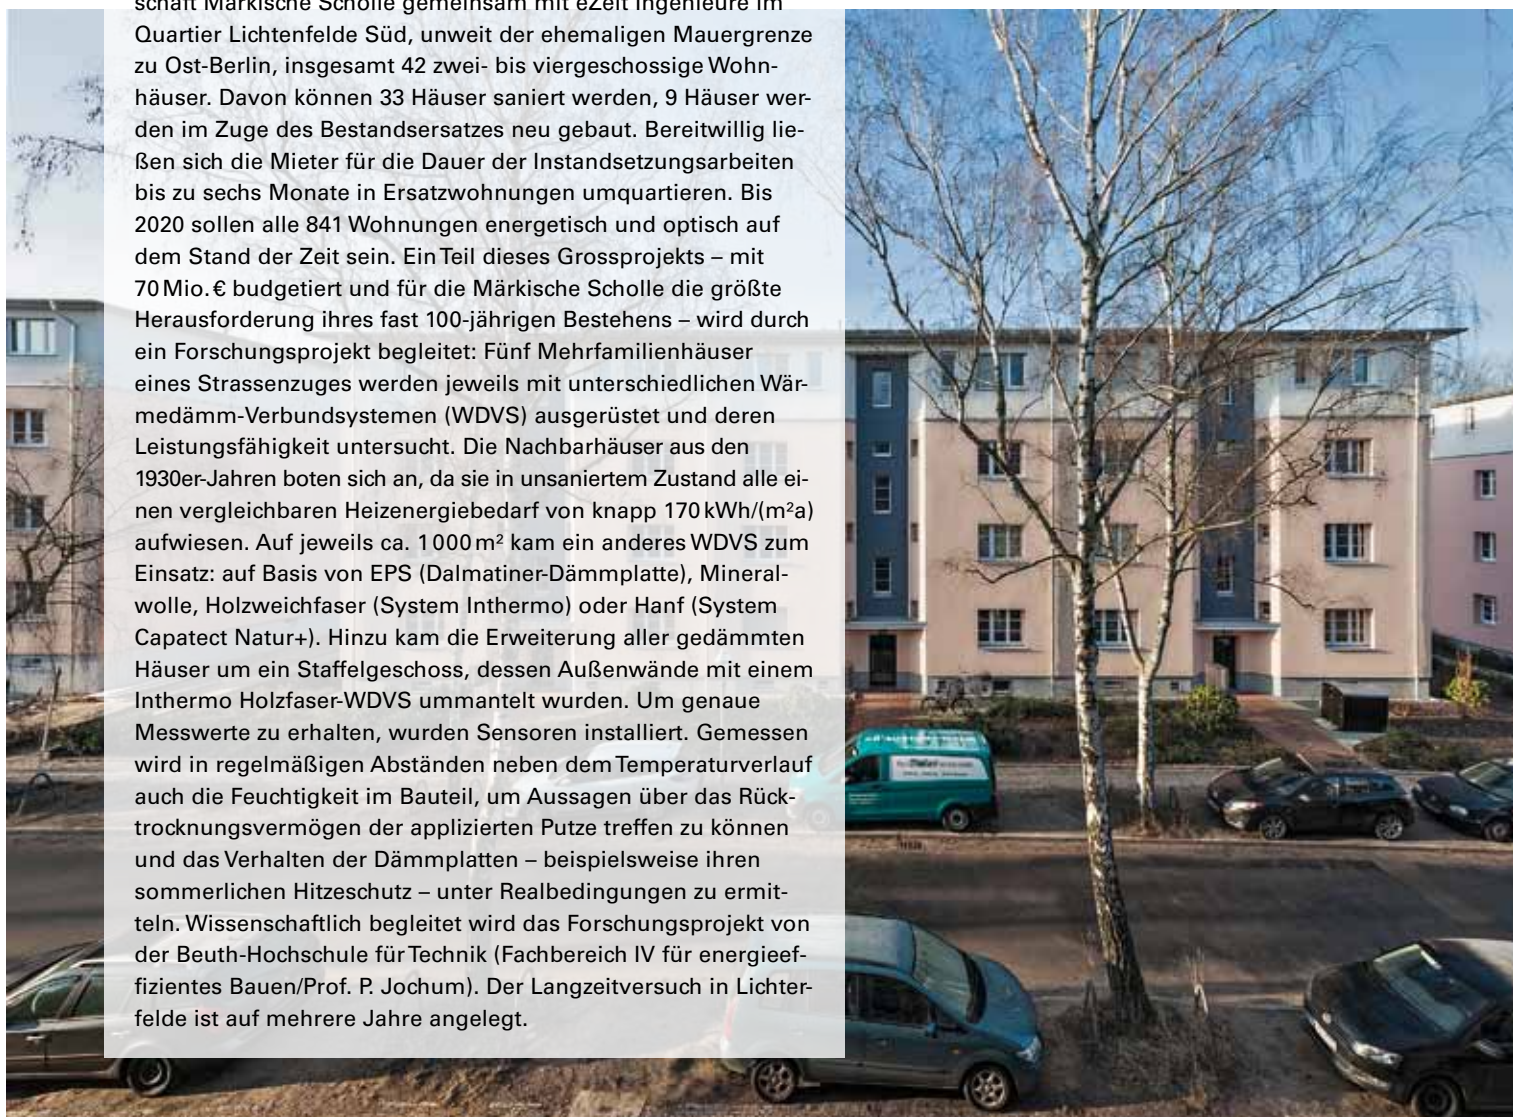 schaft Märkische Scholle gemeinsam mit eZeit Ingenieure im
Quartier Lichtenfelde Süd, unweit der ehemaligen Mauergrenze
zu Ost-Berlin, insgesamt 42 zwei- bis viergeschossige Wohn-
häuser. Davon können 33 Häuser saniert werden, 9 Häuser wer-
den im Zuge des Bestandsersatzes neu gebaut. Bereitwillig lie-
ßen sich die Mieter für die Dauer der Instandsetzungsarbeiten
bis zu sechs Monate in Ersatzwohnungen umquartieren. Bis
2020 sollen alle 841 Wohnungen energetisch und optisch auf
dem Stand der Zeit sein. Ein Teil dieses Grossprojekts – mit
70 Mio. € budgetiert und für die Märkische Scholle die größte
Herausforderung ihres fast 100-jährigen Bestehens – wird durch
ein Forschungsprojekt begleitet: Fünf Mehrfamilienhäuser
eines Strassenzuges werden jeweils mit unterschiedlichen Wär-
medämm-Verbundsystemen (WDVS) ausgerüstet und deren
Leistungsfähigkeit untersucht. Die Nachbarhäuser aus den
1930er-Jahren boten sich an, da sie in unsaniertem Zustand alle ei-
nen vergleichbaren Heizenergiebedarf von knapp 170 kWh/(m²a)
aufwiesen. Auf jeweils ca. 1 000 m² kam ein anderes WDVS zum
Einsatz: auf Basis von EPS (Dalmatiner-Dämmplatte), Mineral-
wolle, Holzweichfaser (System Inthermo) oder Hanf (System
Capatect Natur+). Hinzu kam die Erweiterung aller gedämmten
Häuser um ein Staffelgeschoss, dessen Außenwände mit einem
Inthermo Holzfaser-WDVS ummantelt wurden. Um genaue
Messwerte zu erhalten, wurden Sensoren installiert. Gemessen
wird in regelmäßigen Abständen neben dem Temperaturverlauf
auch die Feuchtigkeit im Bauteil, um Aussagen über das Rück-
trocknungsvermögen der applizierten Putze treffen zu können
und das Verhalten der Dämmplatten – beispielsweise ihren
sommerlichen Hitzeschutz – unter Realbedingungen zu ermit-
teln. Wissenschaftlich begleitet wird das Forschungsprojekt von
der Beuth-Hochschule für Technik (Fachbereich IV für energieef-
fizientes Bauen/Prof. P. Jochum). Der Langzeitversuch in Lichter-
felde ist auf mehrere Jahre angelegt.